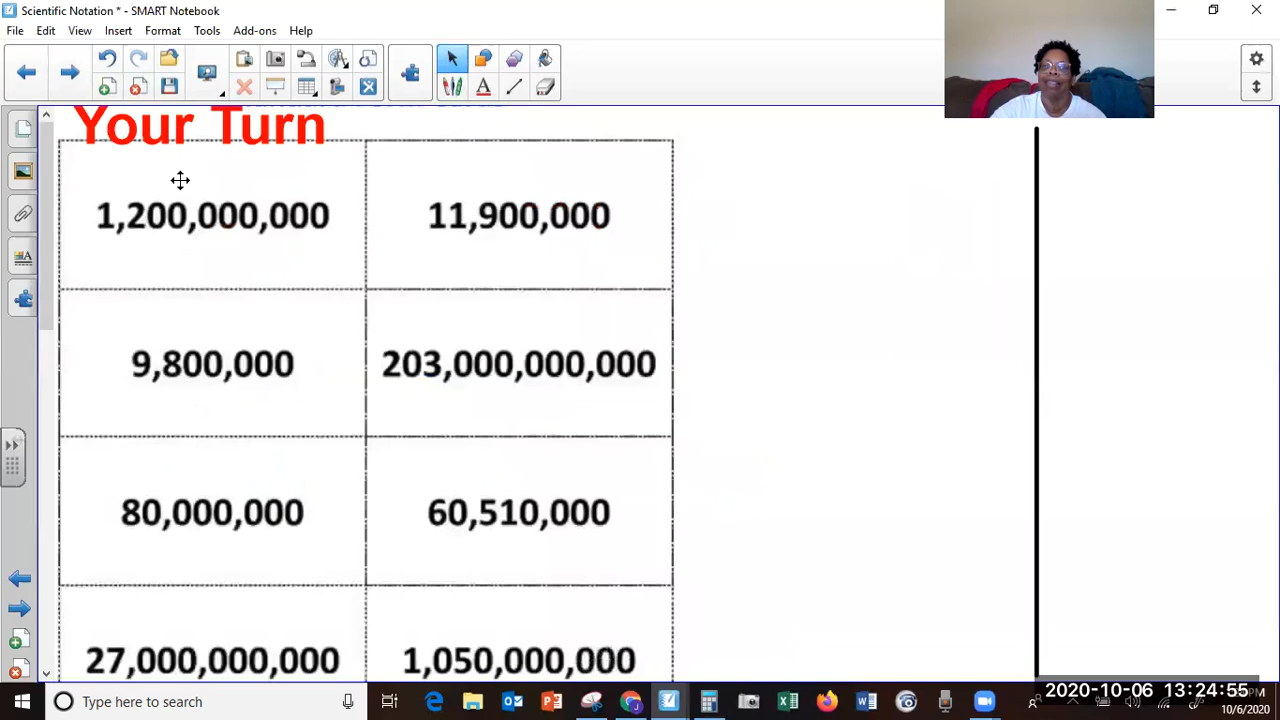 Scientific Notation * - SMART Notebook
File Edit View Insert Format Tools Add-ons Help
Your Turn
1,200,000,000 11,900,000
9,800,000 203,000,000,000
80,000,000 60,510,000
27,000,000,000 1,050,000,000
Type here to search
2020-10-06 13:24:55
10/6/2020